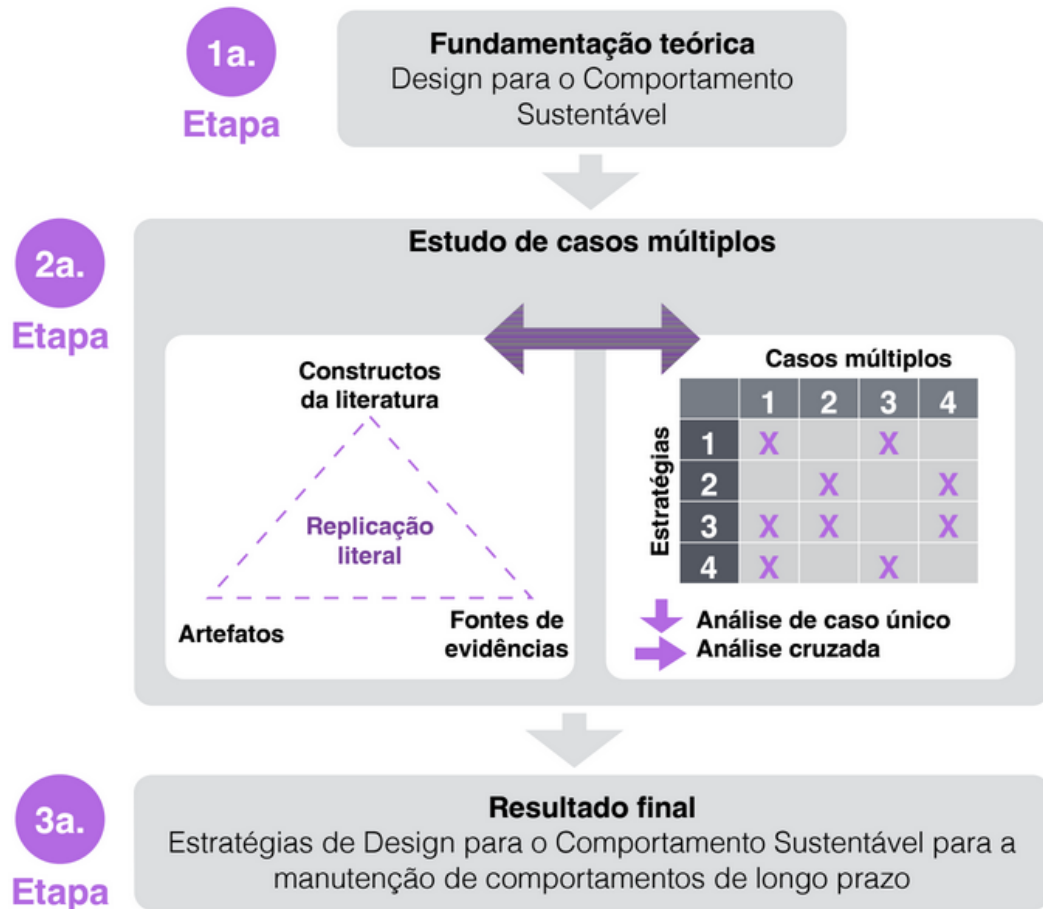 1a.
Etapa
Fundamentação teórica
Design para o Comportamento
Sustentável
2a.
Etapa
Estudo de casos múltiplos
Constructos
da literatura
Replicação
literal
Artefatos
Fontes de
evidências
Casos múltiplos
Estratégias
1 2 3 4
1 X X
2 X X
3 X X X
4 X X
Análise de caso único
Análise cruzada
3a.
Etapa
Resultado final
Estratégias de Design para o Comportamento Sustentável para a
manutenção de comportamentos de longo prazo